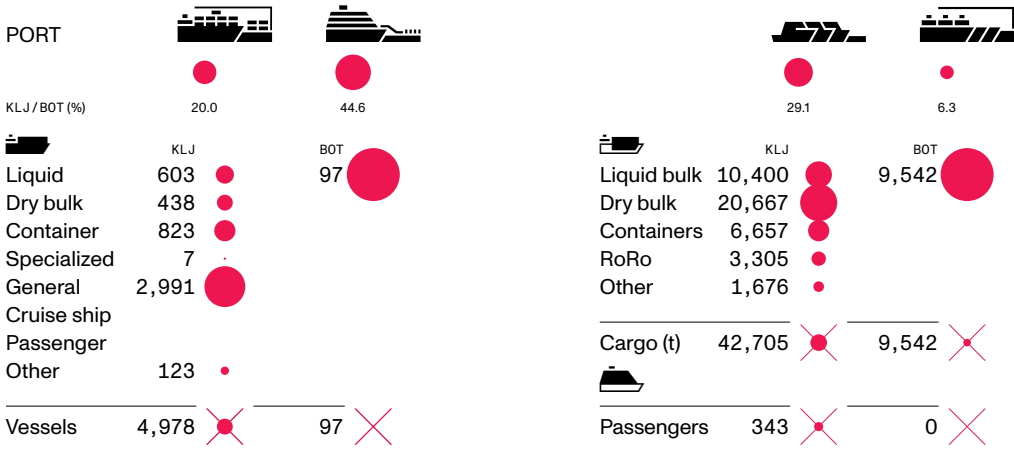 PORT
KLJ / BOT (%) 20.0 44.6 29.1 6.3
KLJ BOT
Liquid 603 97
Dry bulk 438
Container 823
Specialized 7
General 2,991
Cruise ship
Passenger
Other 123
Vessels 4,978 97
KLJ BOT
Liquid bulk 10,400 9,542
Dry bulk 20,667
Containers 6,657
RoRo 3,305
Other 1,676
Cargo (t) 42,705 9,542
Passengers 343 0